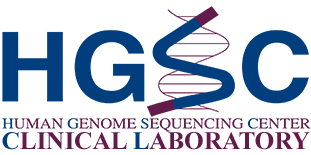 HGSC
HUMAN GENOME SEQUENCING CENTER
CLINICAL LABORATORY